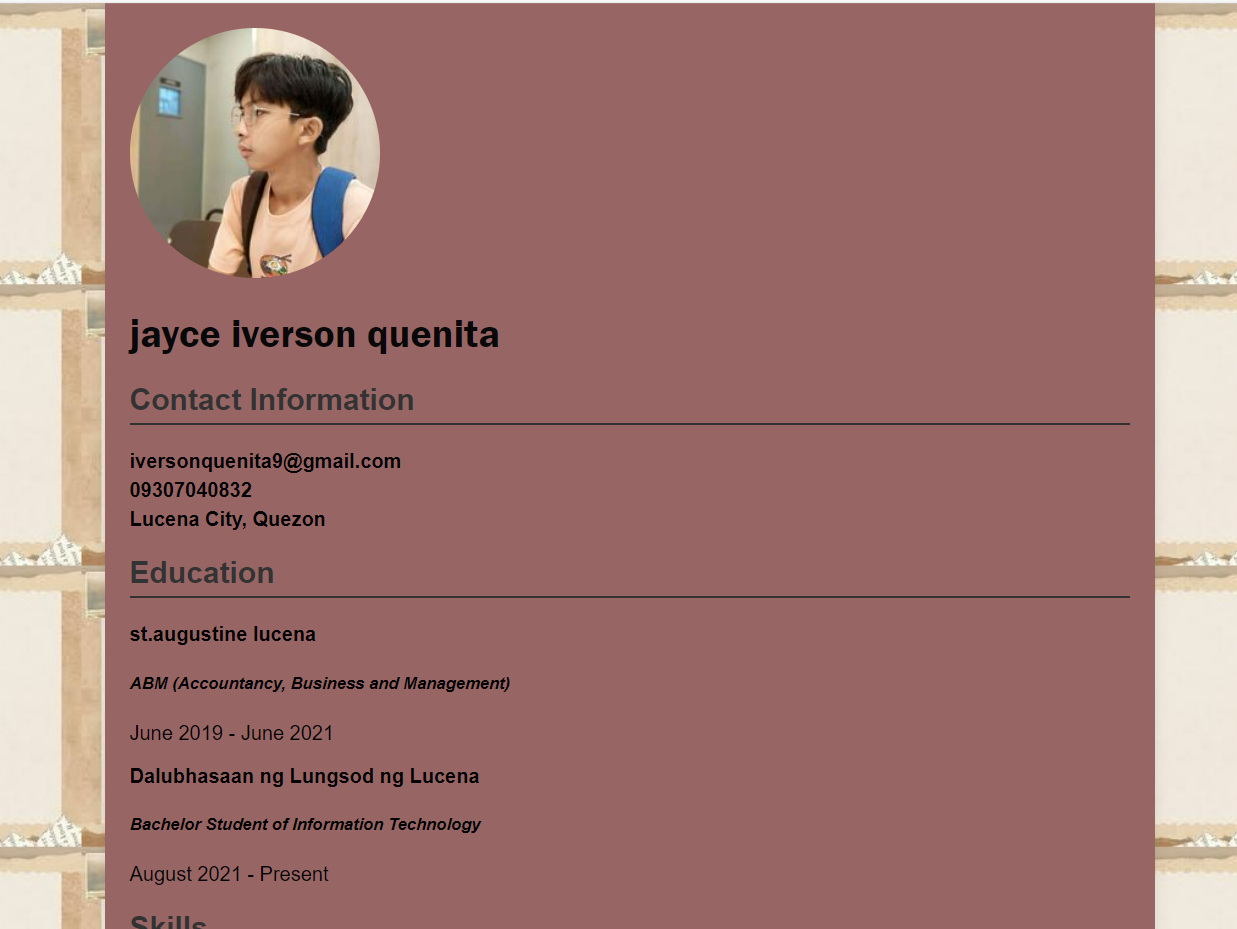 jayce iverson quenita
Contact Information
iversonquenita9@gmail.com
09307040832
Lucena City, Quezon
Education
st.augustine lucena
ABM (Accountancy, Business and Management)
June 2019 - June 2021
Dalubhasaan ng Lungsod ng Lucena
Bachelor Student of Information Technology
August 2021 - Present
Skills